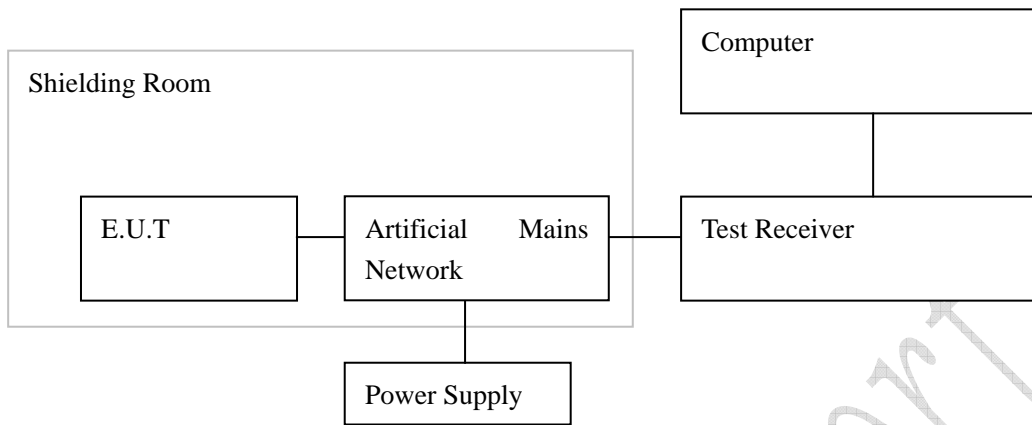 Computer
Shielding Room
E.U.T
Artificial Mains
Network
Test Receiver
Power Supply